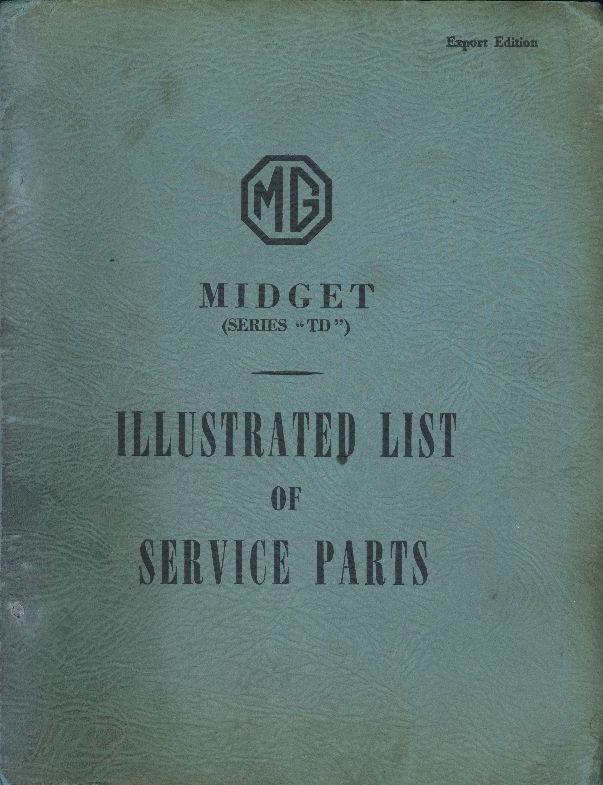 Export Edition
MG
MIDGET
(SERIES “TD”)
ILLUSTRATED LIST
OF
SERVICE PARTS